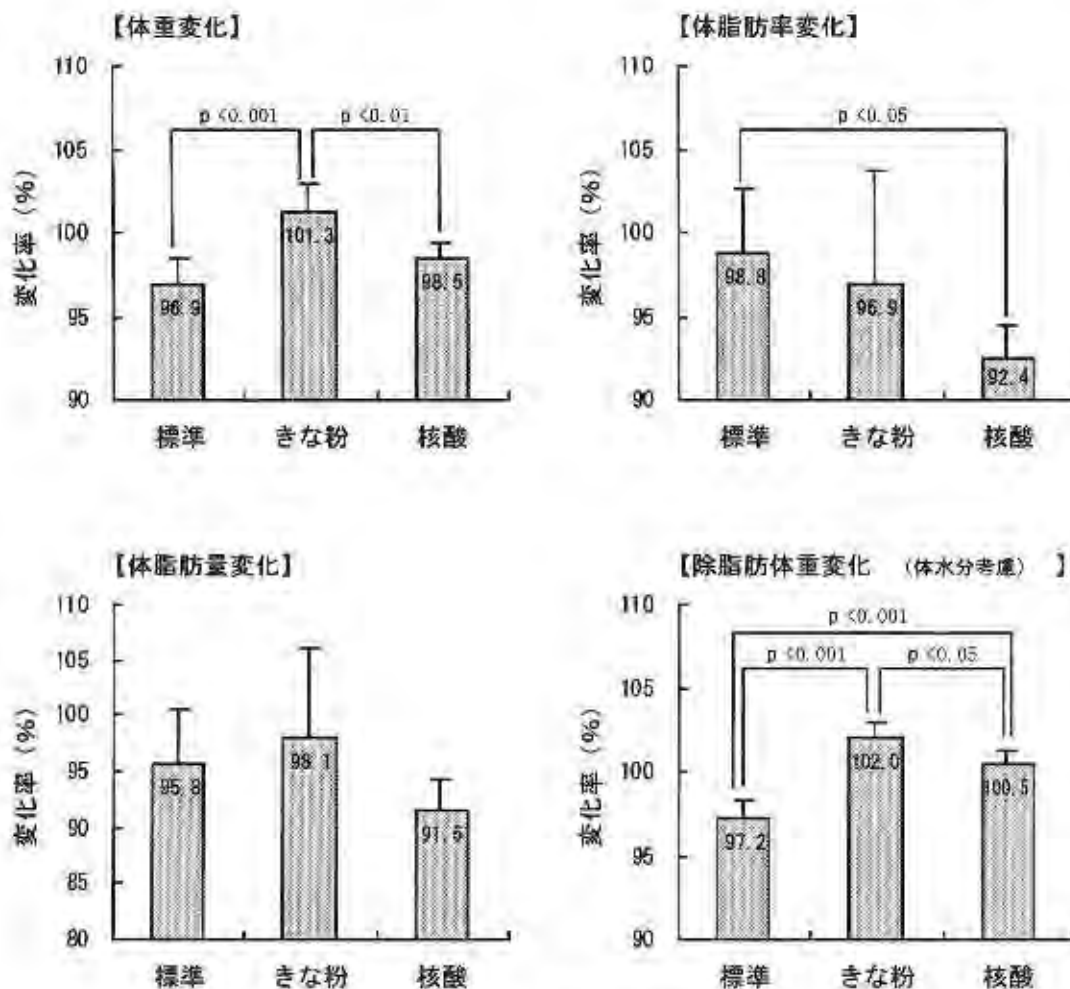 【体重変化】
110
105
100
95
90
変化率 (%)
p <0.001
p <0.01
96.9
101.3
98.5
標準 きな粉 核酸
【体脂肪率変化】
110
105
100
95
90
変化率 (%)
p <0.05
98.8
96.9
92.4
標準 きな粉 核酸
【体脂肪量変化】
110
105
100
95
90
85
80
変化率 (%)
95.8
98.1
91.5
標準 きな粉 核酸
【除脂肪体重変化 (体水分考慮) 】
110
105
100
95
90
変化率 (%)
p <0.001
p <0.001
p <0.05
97.2
102.0
100.5
標準 きな粉 核酸